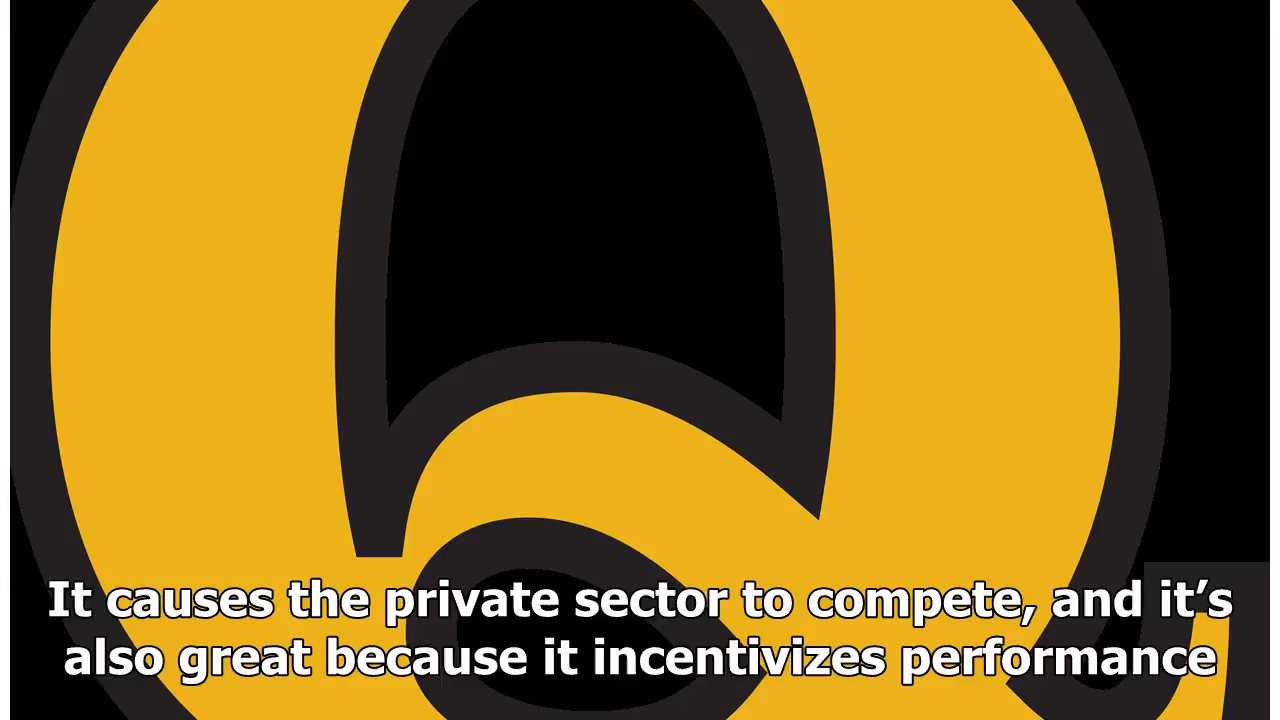 Q
It causes the private sector to compete, and it’s
also great because it incentivizes performance